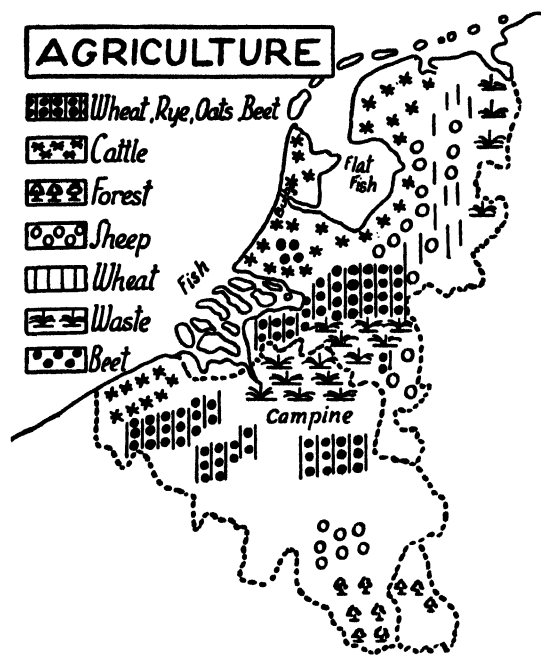 AGRICULTURE
Wheat, Rye, Oats Beet
Cattle
Forest
Sheep
Wheat
Waste
Beet
Flat
Fish
Fish
Campine